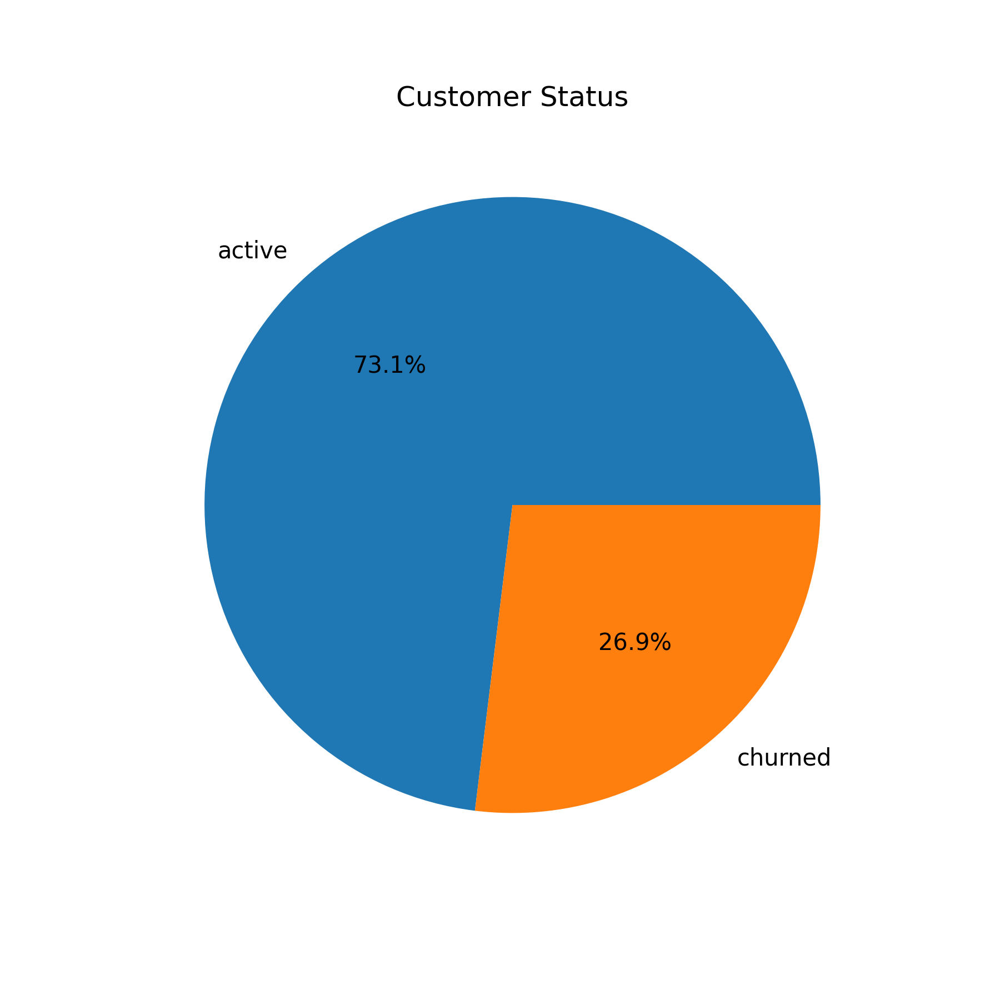 Customer Status
active
73.1%
26.9%
churned